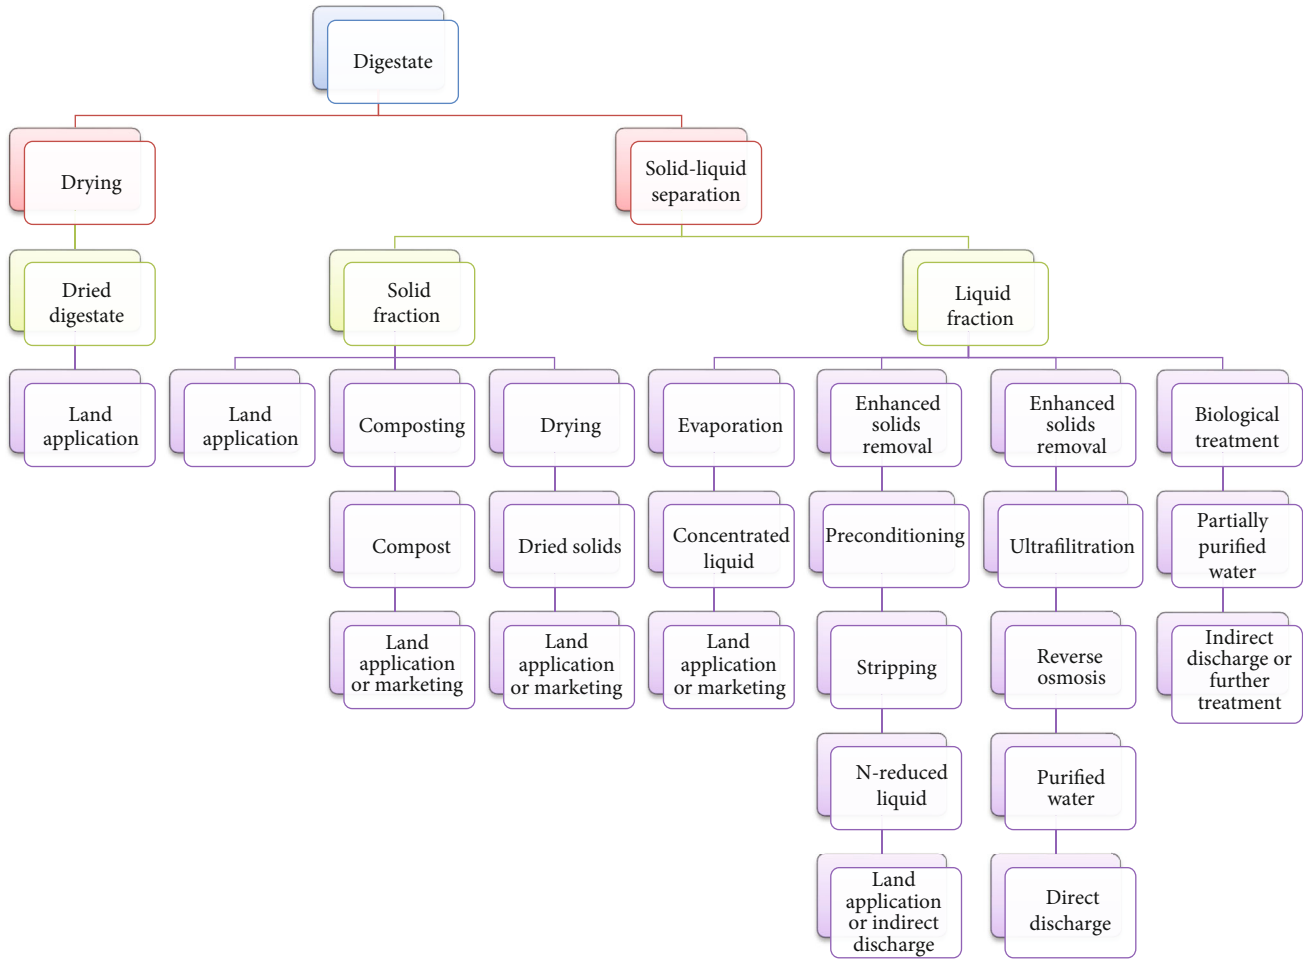 Digestate
Drying
Solid-liquid
separation
Dried
digestate
Solid
fraction
Liquid
fraction
Land
application
Land
application
Composting
Drying
Evaporation
Enhanced
solids
removal
Enhanced
solids
removal
Biological
treatment
Compost
Dried solids
Concentrated
liquid
Preconditioning
Ultrafilitration
Partially
purified
water
Land
application
or marketing
Land
application
or marketing
Land
application
or marketing
Stripping
Reverse
osmosis
Indirect
discharge or
further
treatment
N-reduced
liquid
Purified
water
Land
application
or indirect
discharge
Direct
discharge